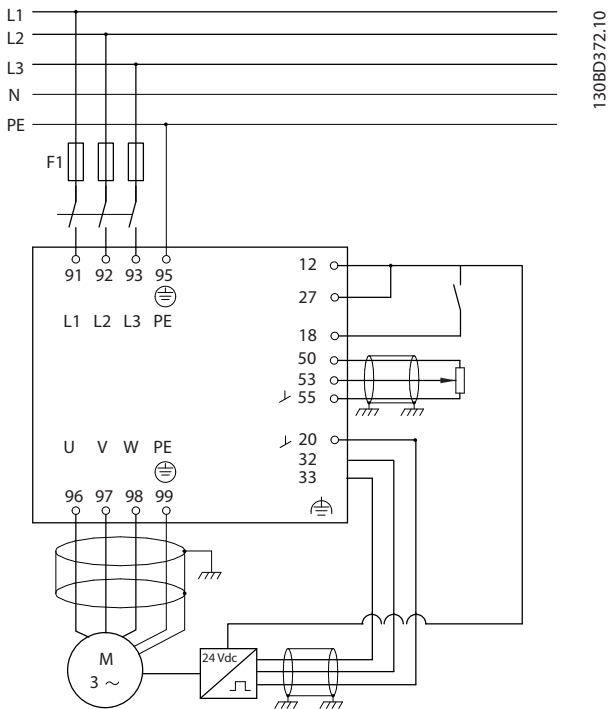 L1
L2
L3
N
PE
130BD372.10
F1
91 92 93 95
L1 L2 L3 PE
12
27
18
50
53
55
20
32
33
U V W PE
96 97 98 99
M
3 ~
24 Vdc